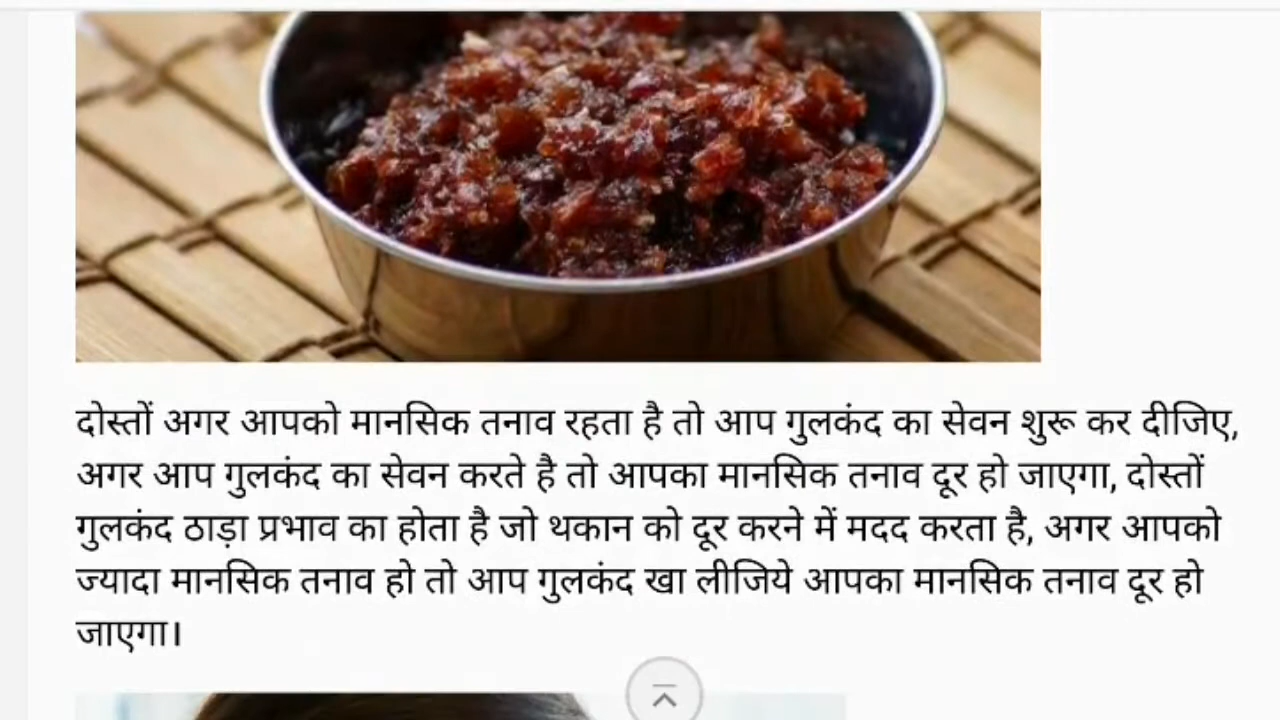 दोस्तों अगर आपको मानसिक तनाव रहता है तो आप गुलकंद का सेवन शुरू कर दीजिए,
अगर आप गुलकंद का सेवन करते है तो आपका मानसिक तनाव दूर हो जाएगा, दोस्तों
गुलकंद ठाड़ा प्रभाव का होता है जो थकान को दूर करने में मदद करता है, अगर आपको
ज्यादा मानसिक तनाव हो तो आप गुलकंद खा लीजिये आपका मानसिक तनाव दूर हो
जाएगा।